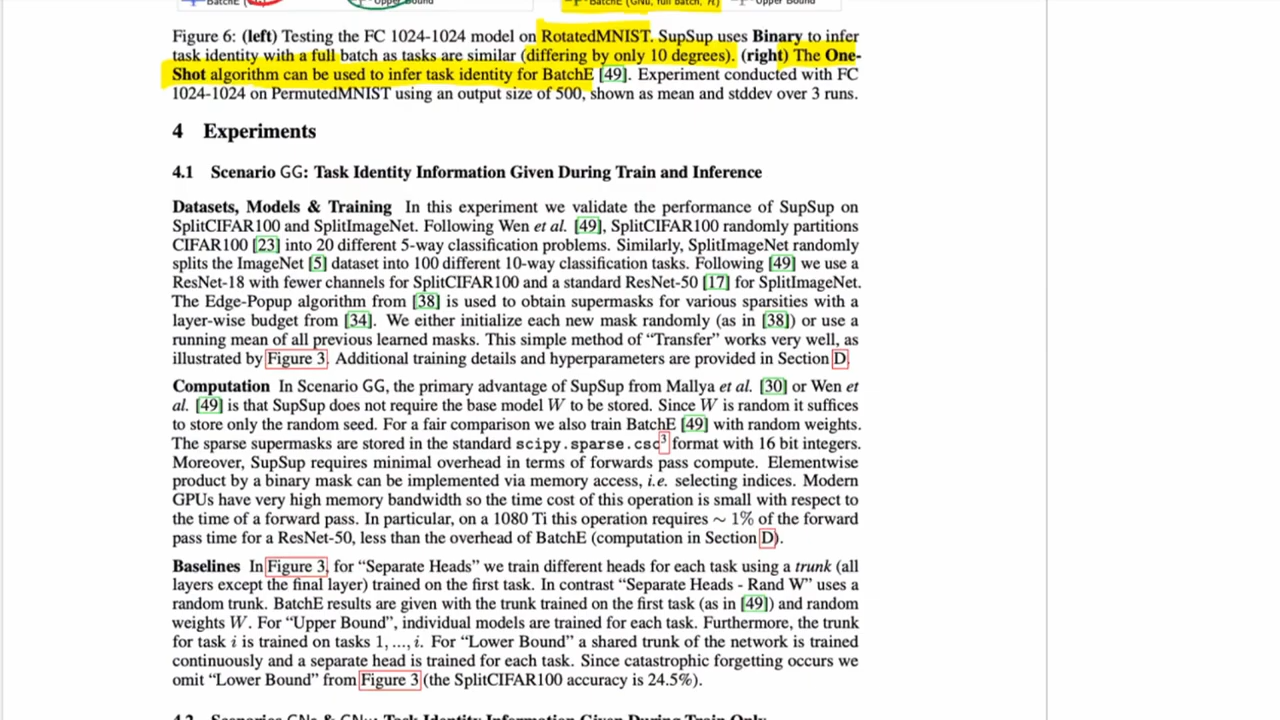 BatchE (GNu, full batch, H) Upper Bound
Figure 6: (left) Testing the FC 1024-1024 model on RotatedMNIST. SupSup uses Binary to infer
task identity with a full batch as tasks are similar (differing by only 10 degrees). (right) The One-
Shot algorithm can be used to infer task identity for BatchE [49]. Experiment conducted with FC
1024-1024 on PermutedMNIST using an output size of 500, shown as mean and stddev over 3 runs.
4 Experiments
4.1 Scenario GG: Task Identity Information Given During Train and Inference
Datasets, Models & Training In this experiment we validate the performance of SupSup on
SplitCIFAR100 and SplitImageNet. Following Wen et al. [49], SplitCIFAR100 randomly partitions
CIFAR100 [23] into 20 different 5-way classification problems. Similarly, SplitImageNet randomly
splits the ImageNet [5] dataset into 100 different 10-way classification tasks. Following [49] we use a
ResNet-18 with fewer channels for SplitCIFAR100 and a standard ResNet-50 [17] for SplitImageNet.
The Edge-Popup algorithm from [38] is used to obtain supermasks for various sparsities with a
layer-wise budget from [34]. We either initialize each new mask randomly (as in [38]) or use a
running mean of all previous learned masks. This simple method of “Transfer” works very well, as
illustrated by Figure 3. Additional training details and hyperparameters are provided in Section D.
Computation In Scenario GG, the primary advantage of SupSup from Mallya et al. [30] or Wen et
al. [49] is that SupSup does not require the base model W to be stored. Since W is random it suffices
to store only the random seed. For a fair comparison we also train BatchE [49] with random weights.
The sparse supermasks are stored in the standard scipy.sparse.csc3 format with 16 bit integers.
Moreover, SupSup requires minimal overhead in terms of forwards pass compute. Elementwise
product by a binary mask can be implemented via memory access, i.e. selecting indices. Modern
GPUs have very high memory bandwidth so the time cost of this operation is small with respect to
the time of a forward pass. In particular, on a 1080 Ti this operation requires ∼ 1% of the forward
pass time for a ResNet-50, less than the overhead of BatchE (computation in Section D).
Baselines In Figure 3, for “Separate Heads” we train different heads for each task using a trunk (all
layers except the final layer) trained on the first task. In contrast “Separate Heads - Rand W” uses a
random trunk. BatchE results are given with the trunk trained on the first task (as in [49]) and random
weights W. For “Upper Bound”, individual models are trained for each task. Furthermore, the trunk
for task i is trained on tasks 1, ..., i. For “Lower Bound” a shared trunk of the network is trained
continuously and a separate head is trained for each task. Since catastrophic forgetting occurs we
omit “Lower Bound” from Figure 3 (the SplitCIFAR100 accuracy is 24.5%).
4.2 Scenarios GNs & GNu: Task Identity Information Given During Train Only